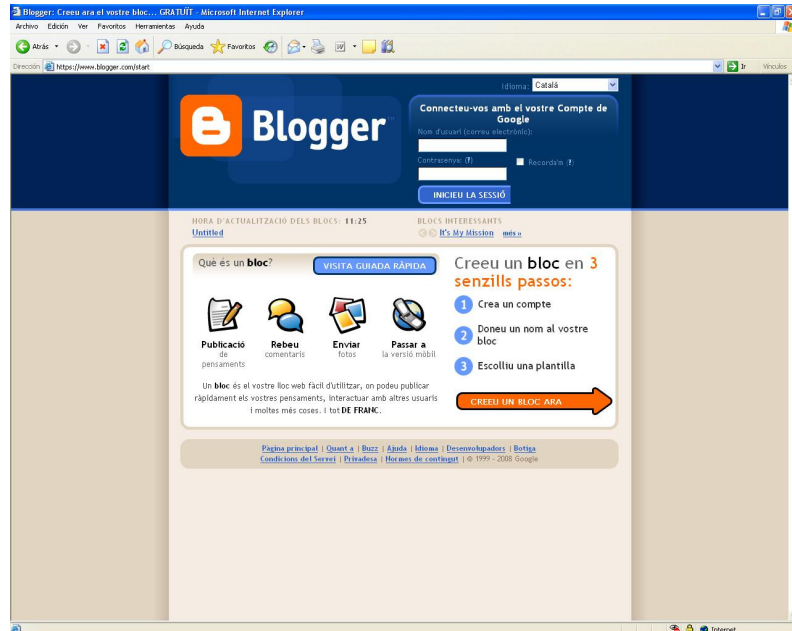 Blogger: Creeu ara el vostre bloc... GRATUÏT - Microsoft Internet Explorer
Archivo Edición Ver Favoritos Herramientas Ayuda
Atrás Búsqueda Favoritos
Dirección https://www.blogger.com/start Ir Vínculos
Idioma: Català
Blogger
Connecteu-vos amb el vostre Compte de
Google
Nom d'usuari (correu electrònic):
Contrasenya: (?)
Recorda'm (?)
INICIEU LA SESSIÓ
HORA D'ACTUALITZACIÓ DELS BLOCS: 11:25
Untitled
BLOCS INTERESSANTS
It's My Mission més »
Què és un bloc?
VISITA GUIADA RÀPIDA
Publicació
de
pensaments
Rebeu
comentaris
Enviar
fotos
Passar a
la versió mòbil
Un bloc és el vostre lloc web fàcil d'utilitzar, on podeu publicar
ràpidament els vostres pensaments, interactuar amb altres usuaris
i moltes més coses. I tot DE FRANC.
Creeu un bloc en 3
senzills passos:
1 Crea un compte
2 Doneu un nom al vostre
bloc
3 Escolliu una plantilla
CREEU UN BLOC ARA
Pàgina principal | Quant a | Buzz | Ajuda | Idioma | Desenvolupadors | Botiga
Condicions del Servei | Privadesa | Normes de contingut | © 1999 - 2008 Google
Internet